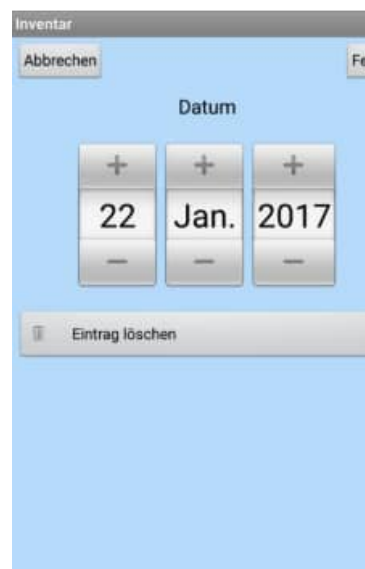 Inventar
Abbrechen
Datum
+ + +
22 Jan. 2017
− − −
Eintrag löschen